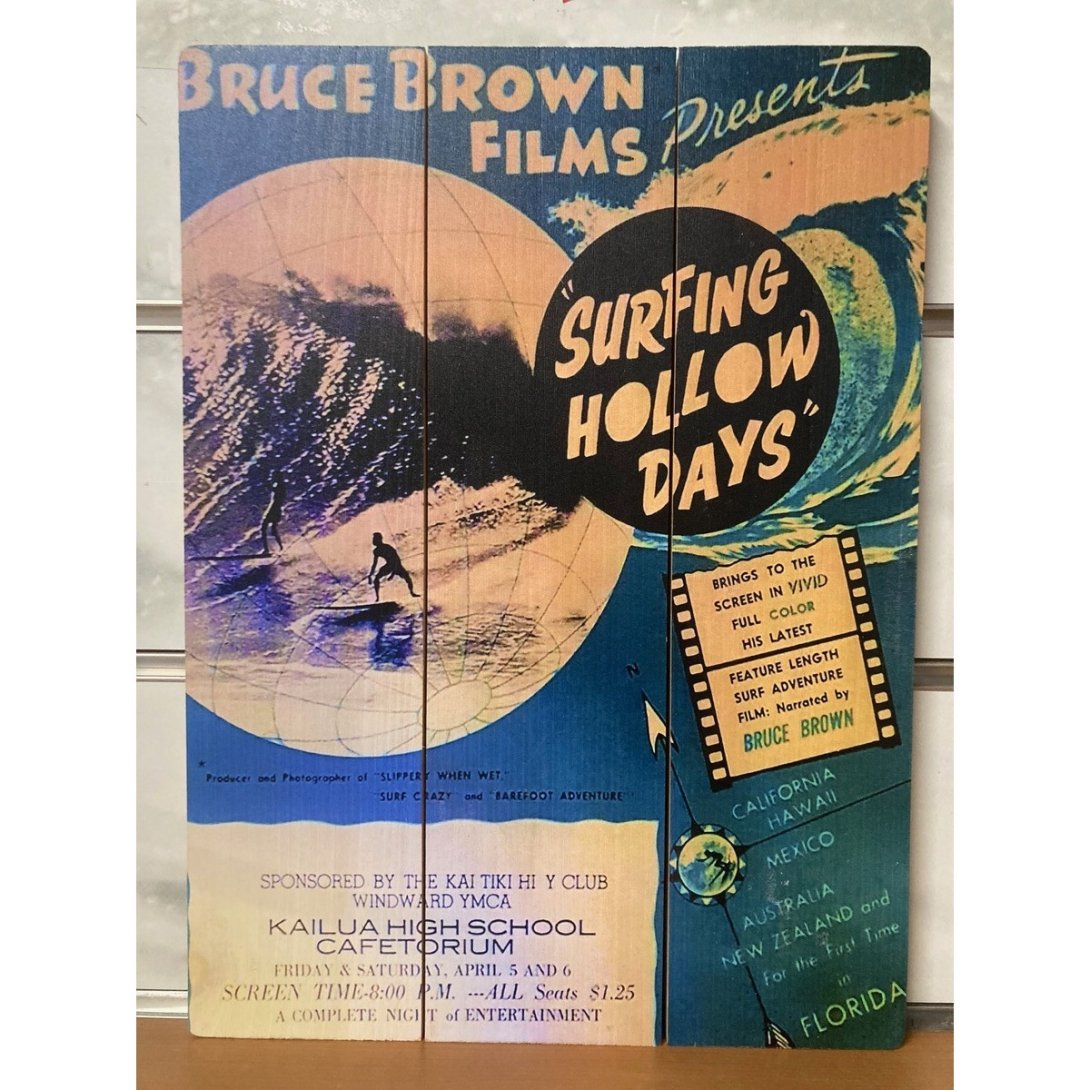 BRUCE BROWN
FILMS
Presents
"SURFING
HOLLOW
DAYS"
BRINGS TO THE
SCREEN IN VIVID
FULL COLOR
HIS LATEST
FEATURE LENGTH
SURF ADVENTURE
FILM: Narrated by
BRUCE BROWN
N
* Producer and Photographer of "SLIPPERY WHEN WET,"
"SURF CRAZY" and "BAREFOOT ADVENTURE"
CALIFORNIA
HAWAII
MEXICO
AUSTRALIA
NEW ZEALAND and
For the First Time
in
FLORIDA
SPONSORED BY THE KAI TIKI HI Y CLUB
WINDWARD YMCA
KAILUA HIGH SCHOOL
CAFETORIUM
FRIDAY & SATURDAY, APRIL 5 AND 6
SCREEN TIME-8:00 P.M. ---ALL Seats $1.25
A COMPLETE NIGHT of ENTERTAINMENT